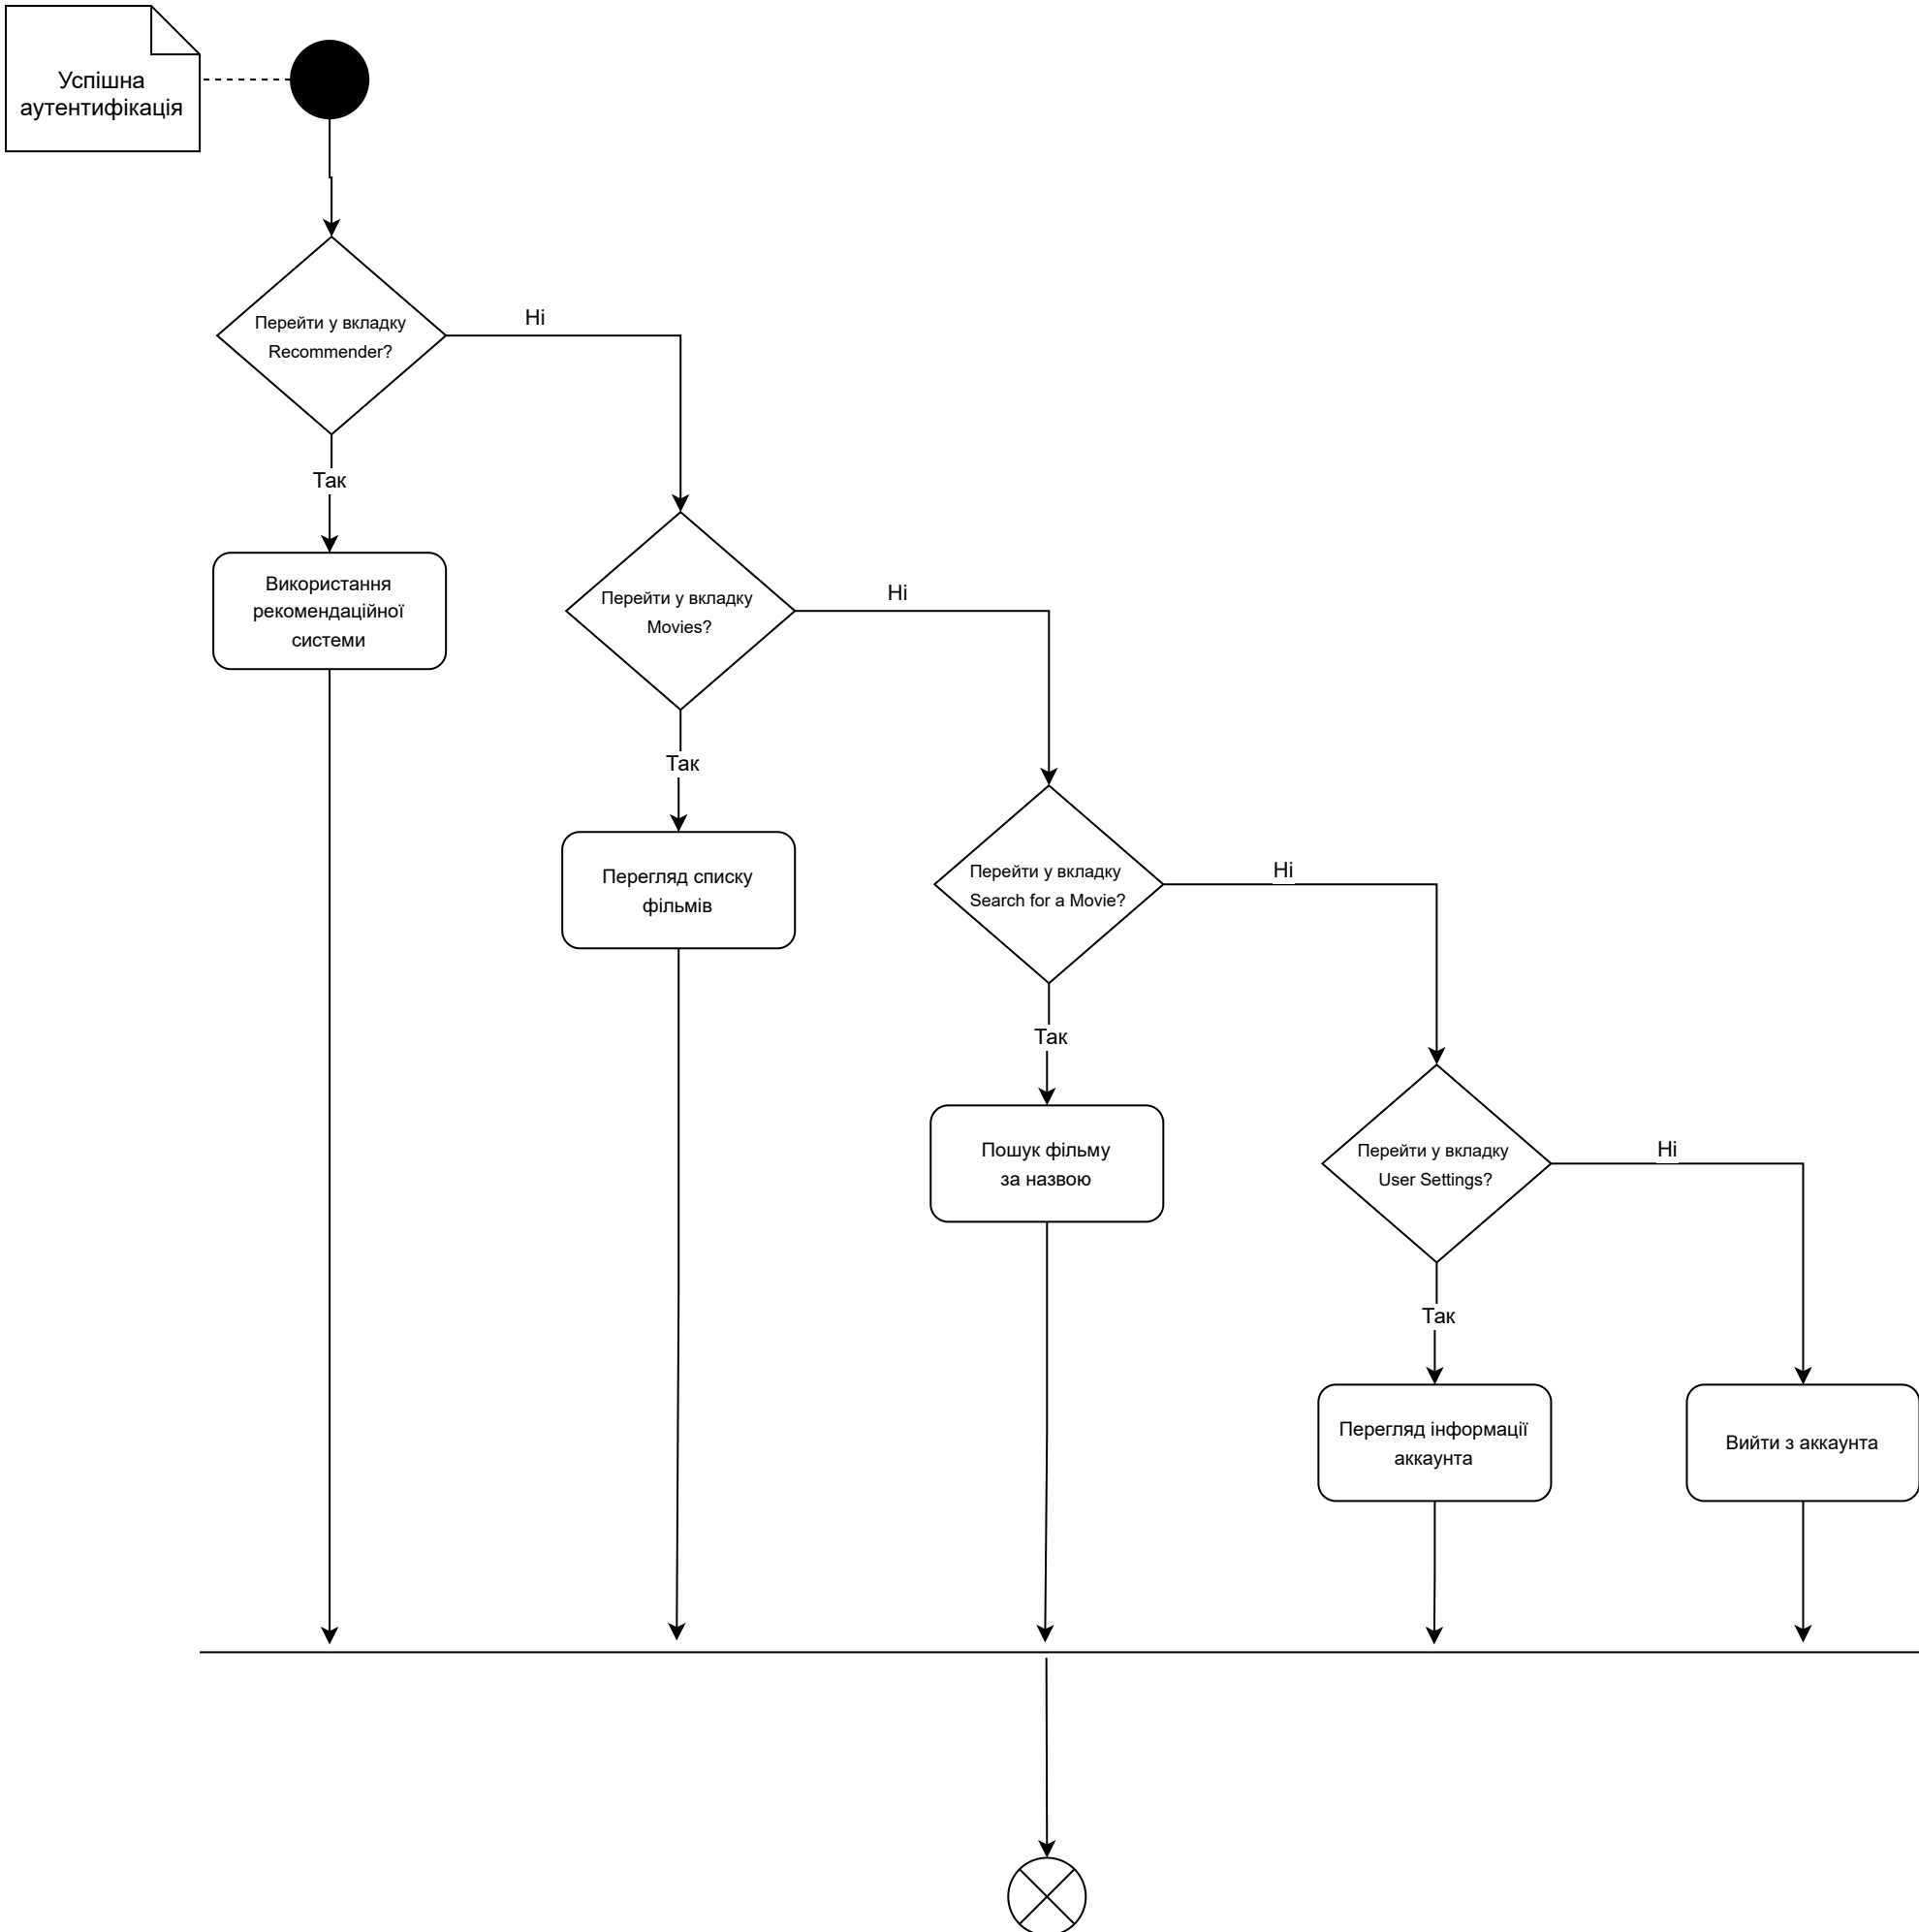 Успішна
аутентифікація
Перейти у вкладку
Recommender?
Ні
Так
Використання
рекомендаційної
системи
Перейти у вкладку
Movies?
Ні
Так
Перегляд списку
фільмів
Перейти у вкладку
Search for a Movie?
Ні
Так
Пошук фільму
за назвою
Перейти у вкладку
User Settings?
Ні
Так
Перегляд інформації
аккаунта
Вийти з аккаунта